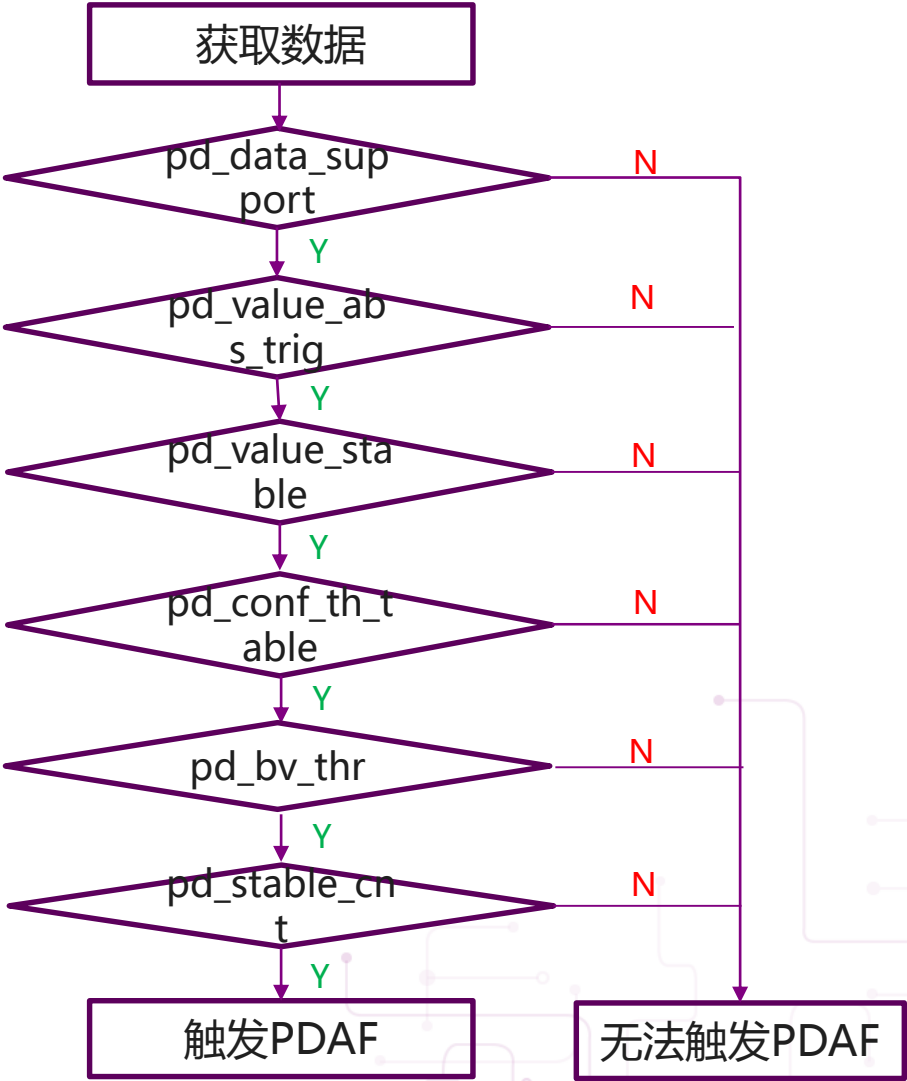 获取数据
pd_data_sup
port
N
Y
pd_value_ab
s_trig
N
Y
pd_value_sta
ble
N
Y
pd_conf_th_t
able
N
Y
pd_bv_thr
N
Y
pd_stable_cn
t
N
Y
触发PDAF
无法触发PDAF